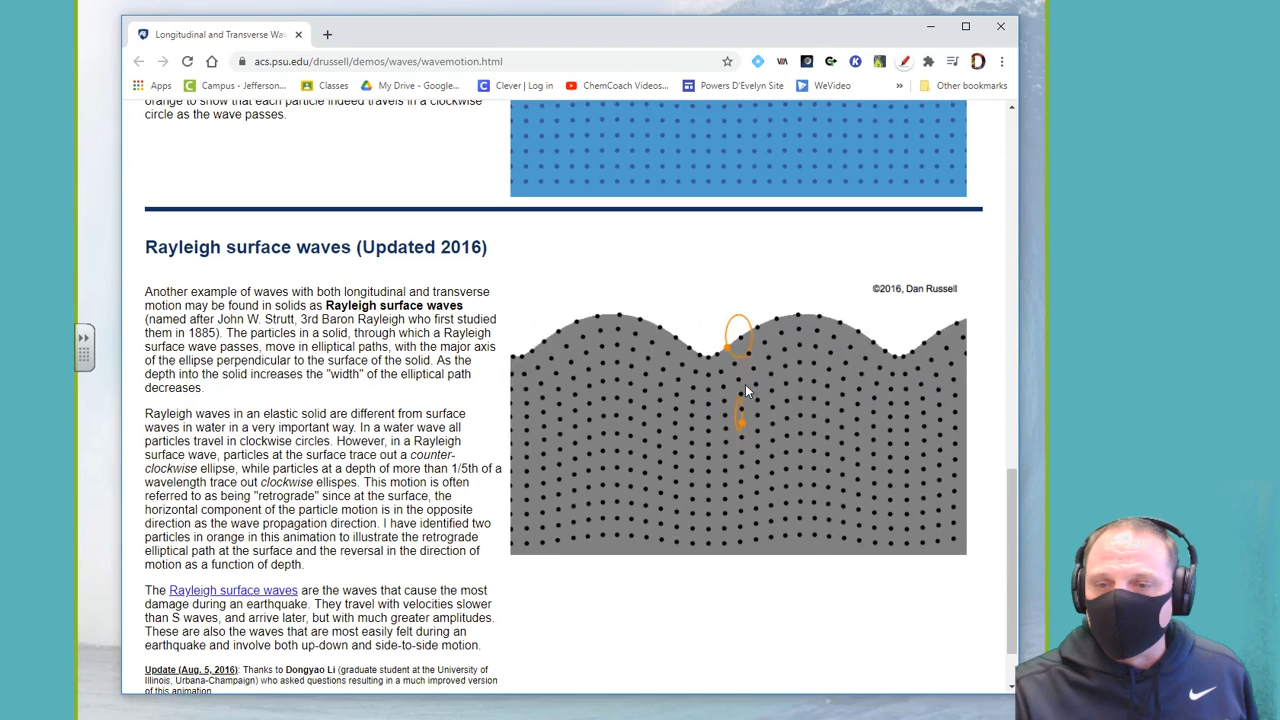 Longitudinal and Transverse Wav
acs.psu.edu/drussell/demos/waves/wavemotion.html
Apps
Campus - Jefferson...
Classes
My Drive - Google...
Clever | Log in
ChemCoach Videos...
Powers D'Evelyn Site
WeVideo
»
Other bookmarks
orange to show that each particle indeed travels in a clockwise
circle as the wave passes.
Rayleigh surface waves (Updated 2016)
Another example of waves with both longitudinal and transverse
motion may be found in solids as Rayleigh surface waves
(named after John W. Strutt, 3rd Baron Rayleigh who first studied
them in 1885). The particles in a solid, through which a Rayleigh
surface wave passes, move in elliptical paths, with the major axis
of the ellipse perpendicular to the surface of the solid. As the
depth into the solid increases the "width" of the elliptical path
decreases.
©2016, Dan Russell
Rayleigh waves in an elastic solid are different from surface
waves in water in a very important way. In a water wave all
particles travel in clockwise circles. However, in a Rayleigh
surface wave, particles at the surface trace out a counter-
clockwise ellipse, while particles at a depth of more than 1/5th of a
wavelength trace out clockwise ellispes. This motion is often
referred to as being "retrograde" since at the surface, the
horizontal component of the particle motion is in the opposite
direction as the wave propagation direction. I have identified two
particles in orange in this animation to illustrate the retrograde
elliptical path at the surface and the reversal in the direction of
motion as a function of depth.
The Rayleigh surface waves are the waves that cause the most
damage during an earthquake. They travel with velocities slower
than S waves, and arrive later, but with much greater amplitudes.
These are also the waves that are most easily felt during an
earthquake and involve both up-down and side-to-side motion.
Update (Aug. 5, 2016): Thanks to Dongyao Li (graduate student at the University of
Illinois, Urbana-Champaign) who asked questions resulting in a much improved version
of this animation